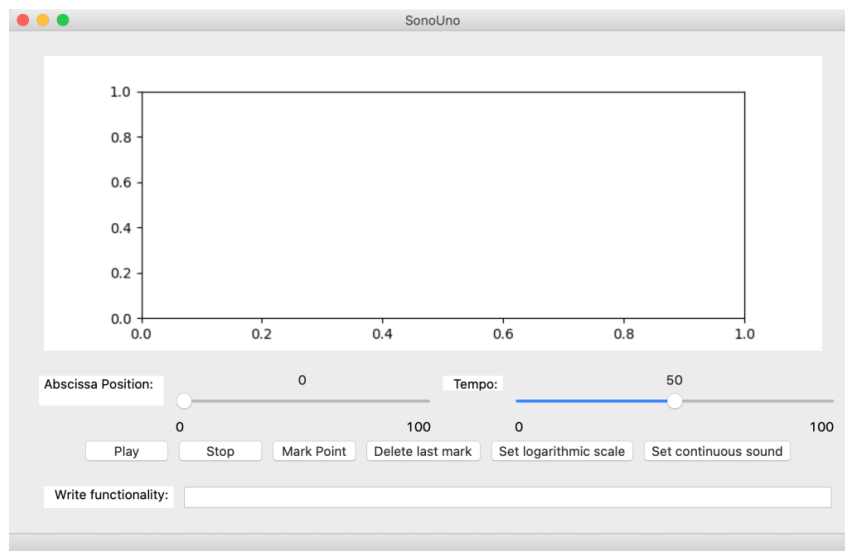 SonoUno
1.0
0.8
0.6
0.4
0.2
0.0
0.0 0.2 0.4 0.6 0.8 1.0
Abscissa Position: 0 Tempo: 50
0 100 0 100
Play Stop Mark Point Delete last mark Set logarithmic scale Set continuous sound
Write functionality: